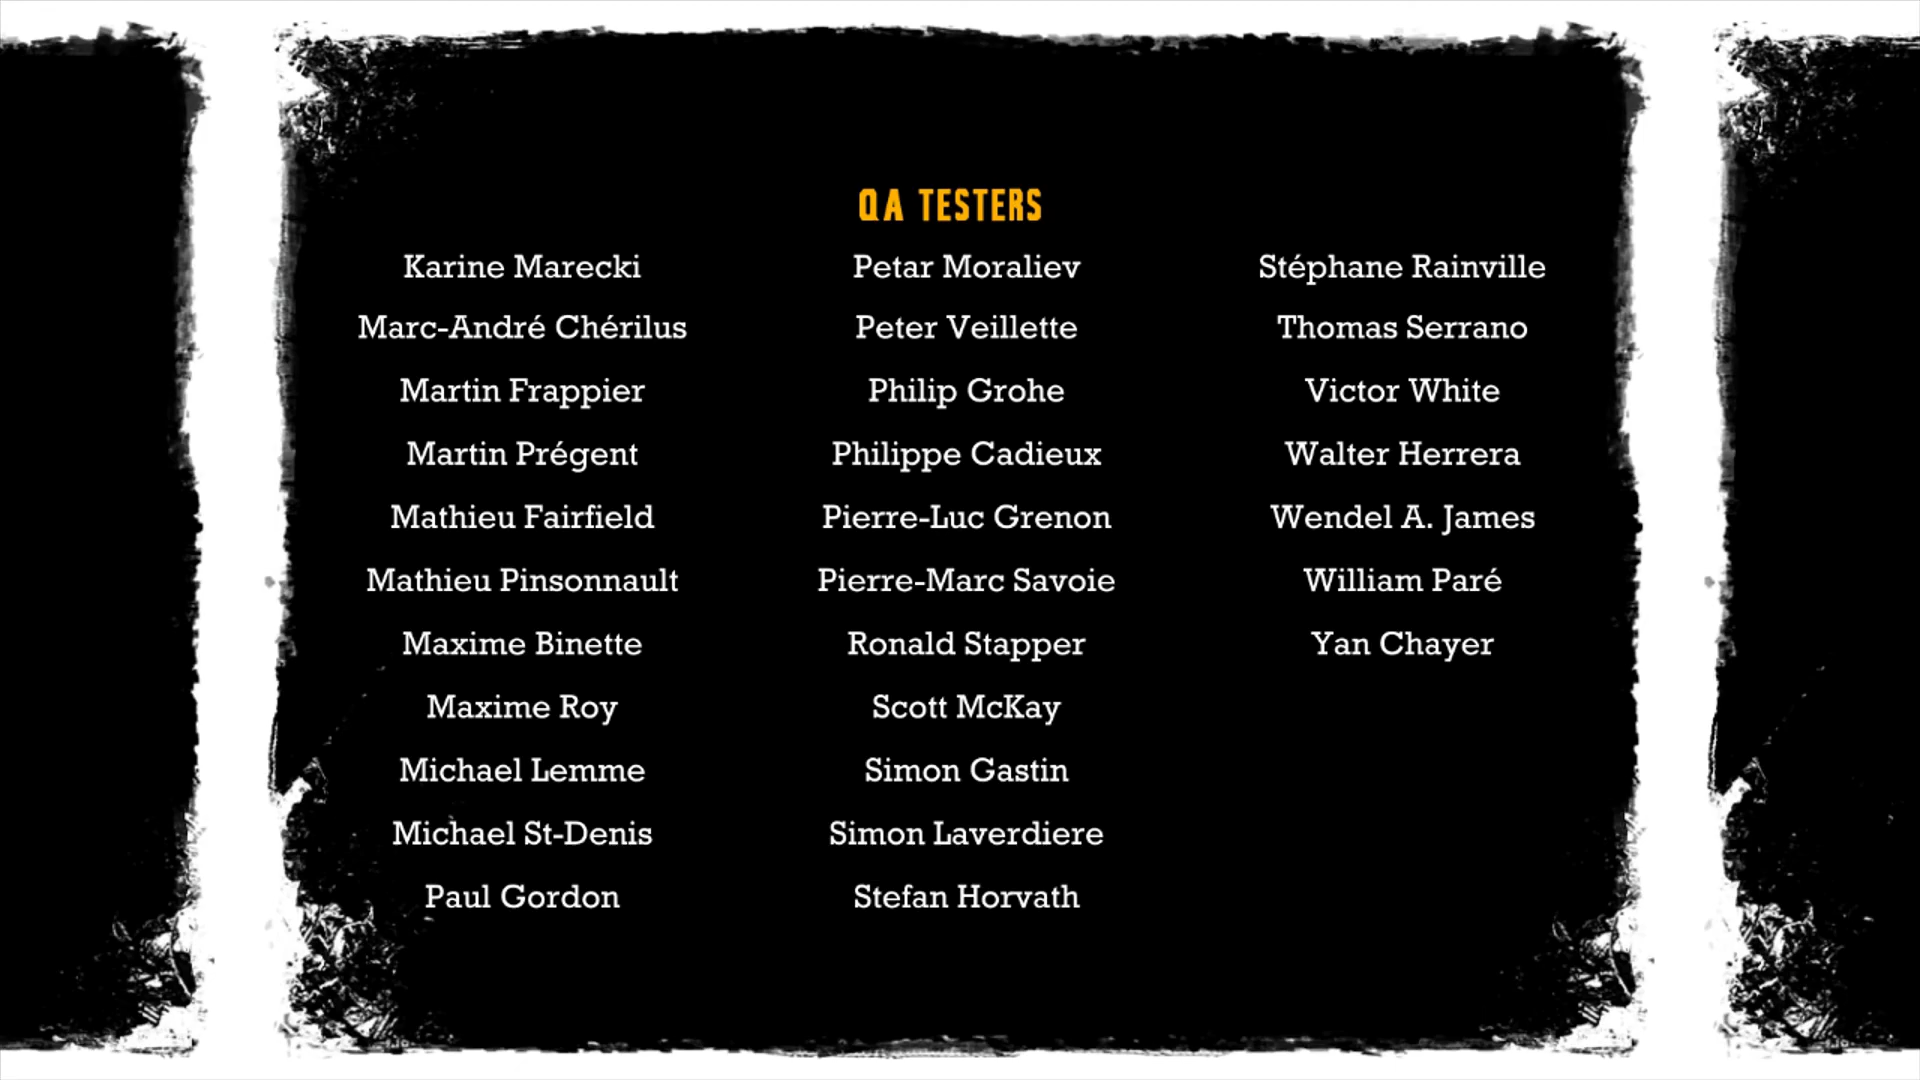 QA TESTERS
Karine Marecki
Marc-André Chérilus
Martin Frappier
Martin Prégent
Mathieu Fairfield
Mathieu Pinsonnault
Maxime Binette
Maxime Roy
Michael Lemme
Michael St-Denis
Paul Gordon
Petar Moraliev
Peter Veillette
Philip Grohe
Philippe Cadieux
Pierre-Luc Grenon
Pierre-Marc Savoie
Ronald Stapper
Scott McKay
Simon Gastin
Simon Laverdiere
Stefan Horvath
Stéphane Rainville
Thomas Serrano
Victor White
Walter Herrera
Wendel A. James
William Paré
Yan Chayer